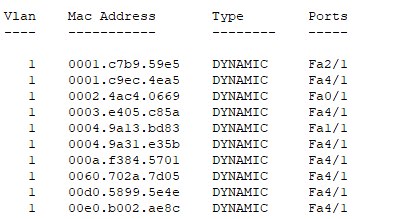 Vlan Mac Address Type Ports
---- ----------- -------- -----
1 0001.c7b9.59e5 DYNAMIC Fa2/1
1 0001.c9ec.4ea5 DYNAMIC Fa4/1
1 0002.4ac4.0669 DYNAMIC Fa0/1
1 0003.e405.c85a DYNAMIC Fa4/1
1 0004.9a13.bd83 DYNAMIC Fa1/1
1 0004.9a31.e35b DYNAMIC Fa4/1
1 000a.f384.5701 DYNAMIC Fa4/1
1 0060.702a.7d05 DYNAMIC Fa4/1
1 00d0.5899.5e4e DYNAMIC Fa4/1
1 00e0.b002.ae8c DYNAMIC Fa4/1